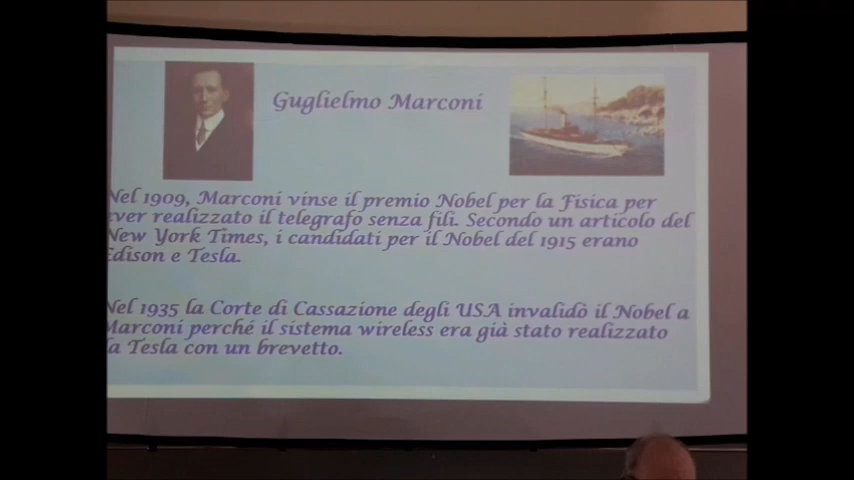 Guglielmo Marconi
Nel 1909, Marconi vinse il premio Nobel per la Fisica per
ver realizzato il telegrafo senza fili. Secondo un articolo del
New York Times, i candidati per il Nobel del 1915 erano
Edison e Tesla.
Nel 1935 la Corte di Cassazione degli USA invalidò il Nobel a
Marconi perché il sistema wireless era già stato realizzato
a Tesla con un brevetto.